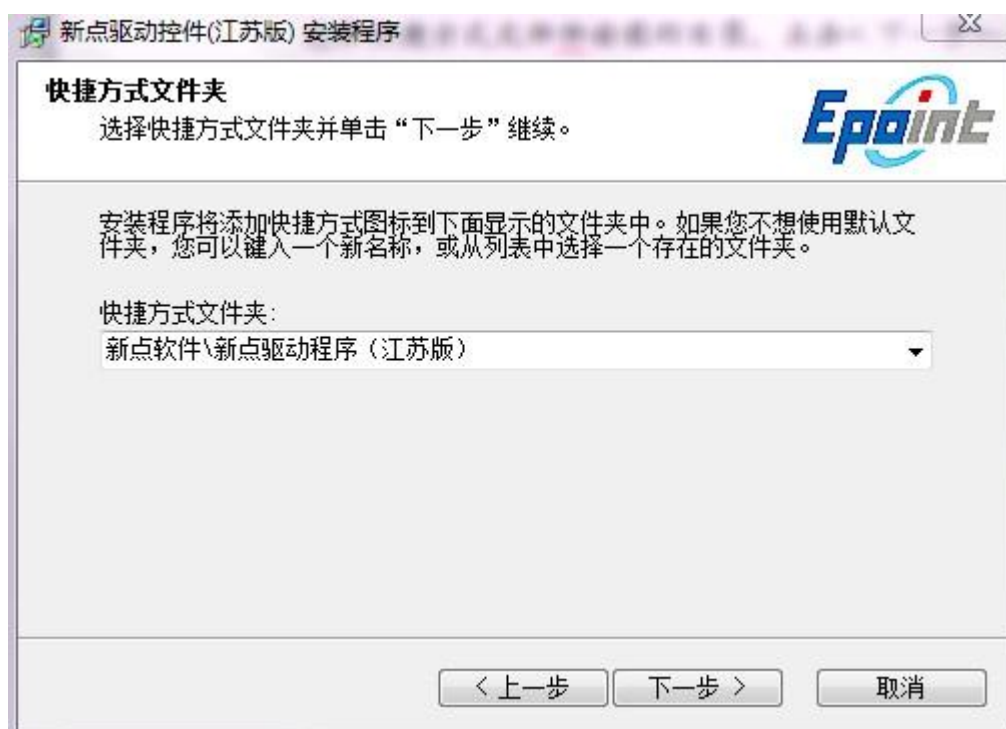 新点驱动控件(江苏版) 安装程序
快捷方式文件夹
选择快捷方式文件夹并单击“下一步”继续。
Epoint
安装程序将添加快捷方式图标到下面显示的文件夹中。如果您不想使用默认文
件夹，您可以键入一个新名称，或从列表中选择一个存在的文件夹。
快捷方式文件夹:
新点软件\新点驱动程序（江苏版）
< 上一步
下一步 >
取消